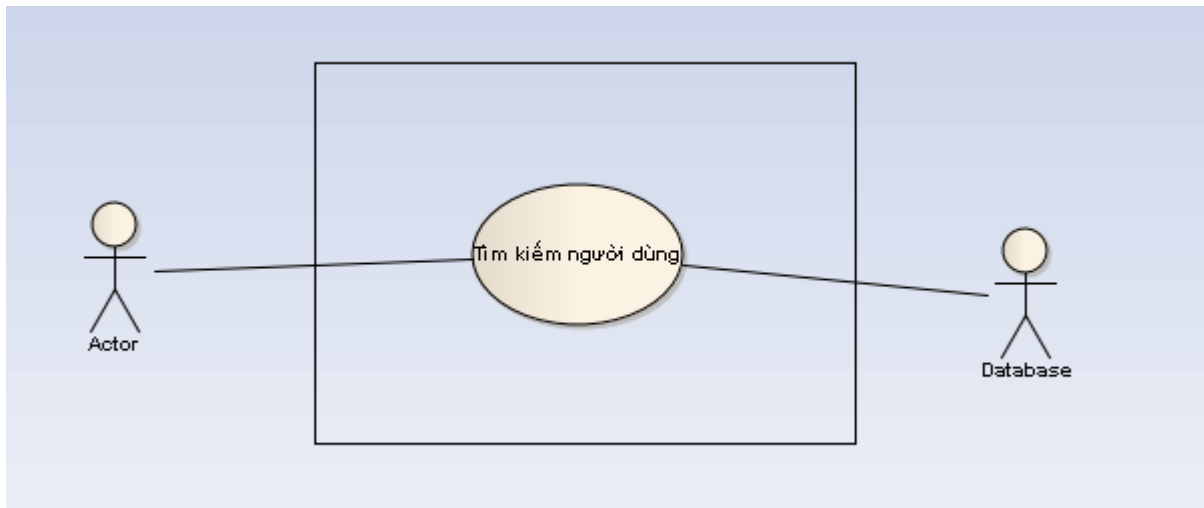 Tìm kiếm người dùng
Actor
Database